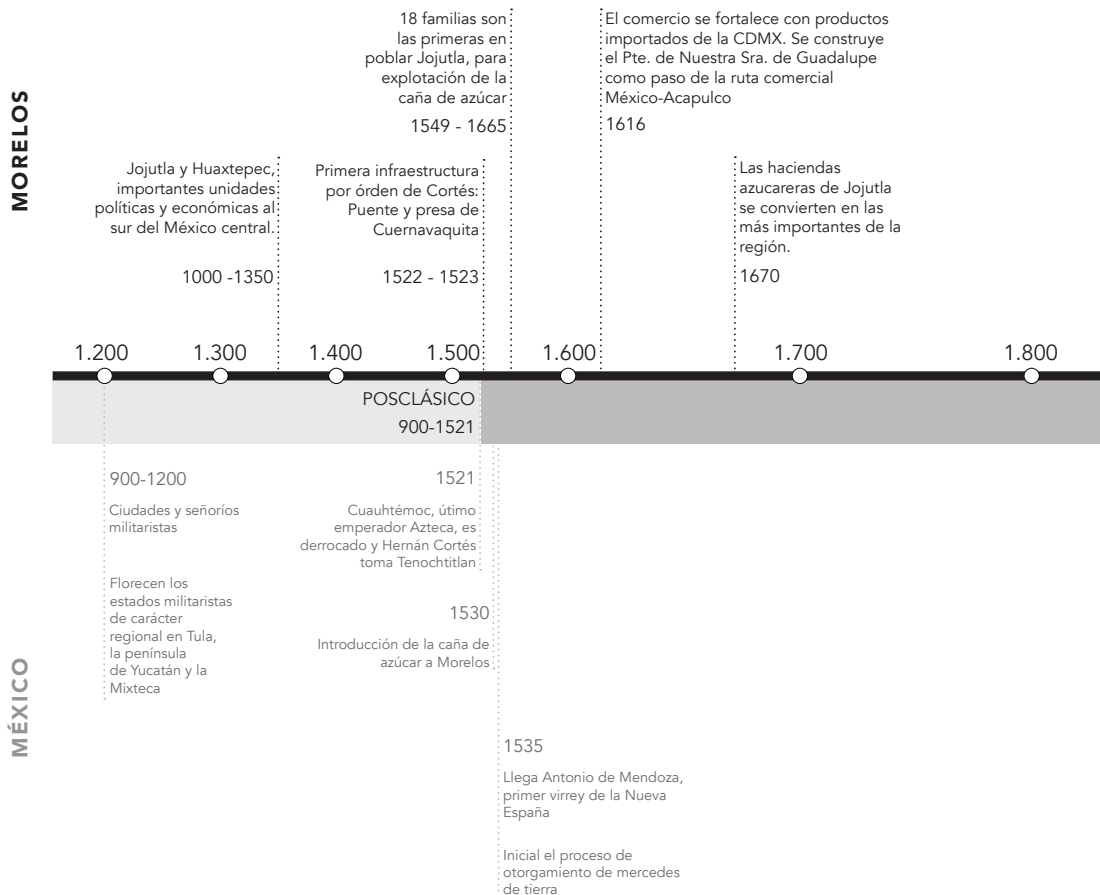 MORELOS
18 familias son
las primeras en
poblar Jojutla, para
explotación de la
caña de azúcar
1549 - 1665
El comercio se fortalece con productos
importados de la CDMX. Se construye
el Pte. de Nuestra Sra. de Guadalupe
como paso de la ruta comercial
México-Acapulco
1616
Jojutla y Huaxtepec,
importantes unidades
políticas y económicas al
sur del México central.
1000 -1350
Primera infraestructura
por órden de Cortés:
Puente y presa de
Cuernavaquita
1522 - 1523
Las haciendas
azucareras de Jojutla
se convierten en las
más importantes de la
región.
1670
1.200 1.300 1.400 1.500 1.600 1.700 1.800
POSCLÁSICO
900-1521
MÉXICO
900-1200
Ciudades y señoríos
militaristas
Florecen los
estados militaristas
de carácter
regional en Tula,
la península
de Yucatán y la
Mixteca
1521
Cuauhtémoc, útimo
emperador Azteca, es
derrocado y Hernán Cortés
toma Tenochtitlan
1530
Introducción de la caña de
azúcar a Morelos
1535
Llega Antonio de Mendoza,
primer virrey de la Nueva
España
Inicial el proceso de
otorgamiento de mercedes
de tierra